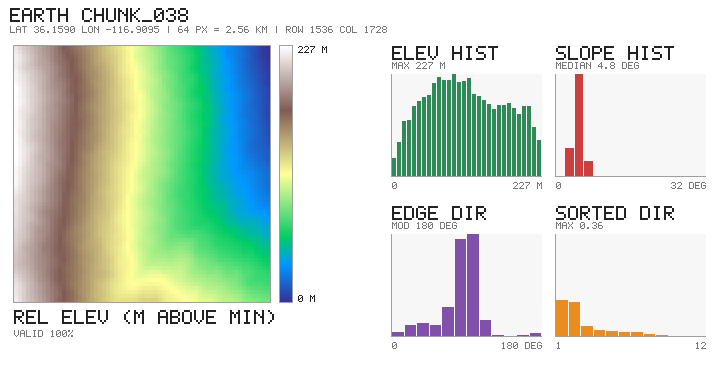 EARTH CHUNK_038
LAT 36.1590 LON -116.9095 | 64 PX = 2.56 KM | ROW 1536 COL 1728
227 M
0 M
REL ELEV (M ABOVE MIN)
VALID 100%
ELEV HIST
MAX 227 M
0 227 M
SLOPE HIST
MEDIAN 4.8 DEG
0 32 DEG
EDGE DIR
MOD 180 DEG
0 180 DEG
SORTED DIR
MAX 0.36
1 12